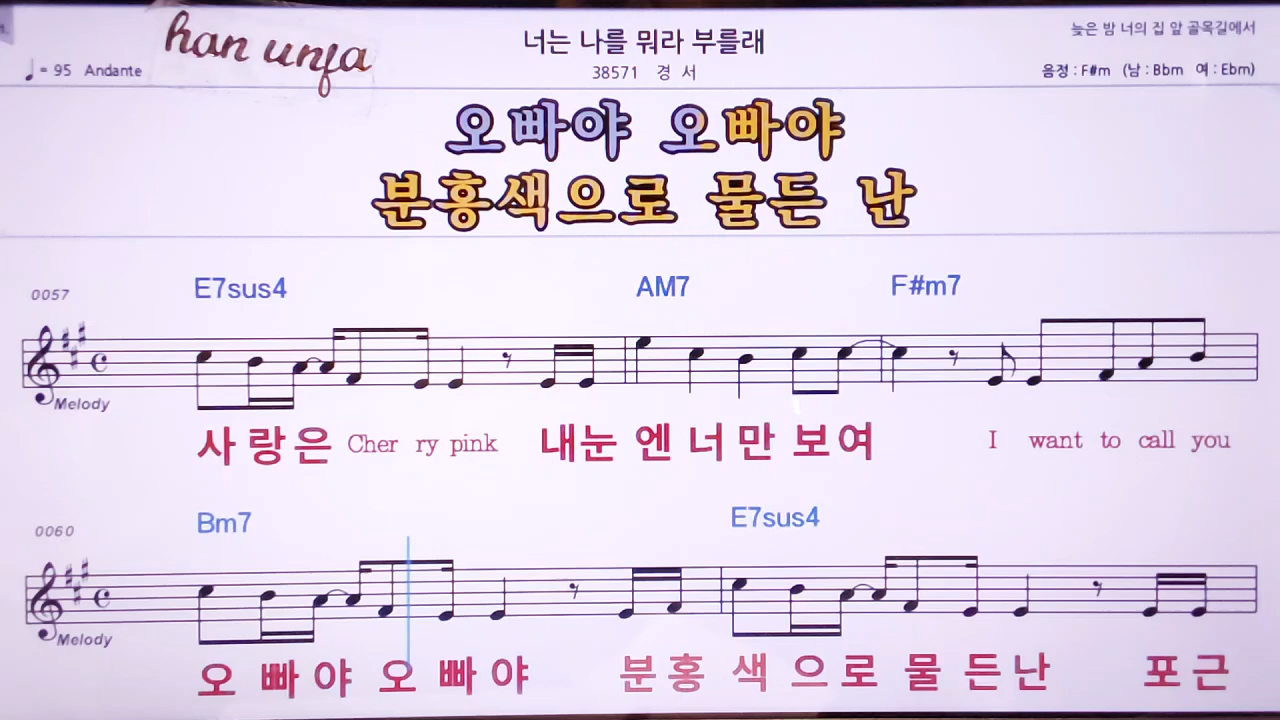 han unja
너는 나를 뭐라 부를래
늦은 밤 너의 집 앞 골목길에서
♩= 95 Andante
38571 경 서
음정 : F#m (남 : Bbm 여 : Ebm)
오빠야 오빠야
분홍색으로 물든 난
E7sus4 AM7 F#m7
0057
Melody
사랑은 Cher ry pink 내눈 엔 너만 보여 I want to call you
Bm7 E7sus4
0060
Melody
오 빠야 오 빠야 분홍 색 으로 물 든난 포근